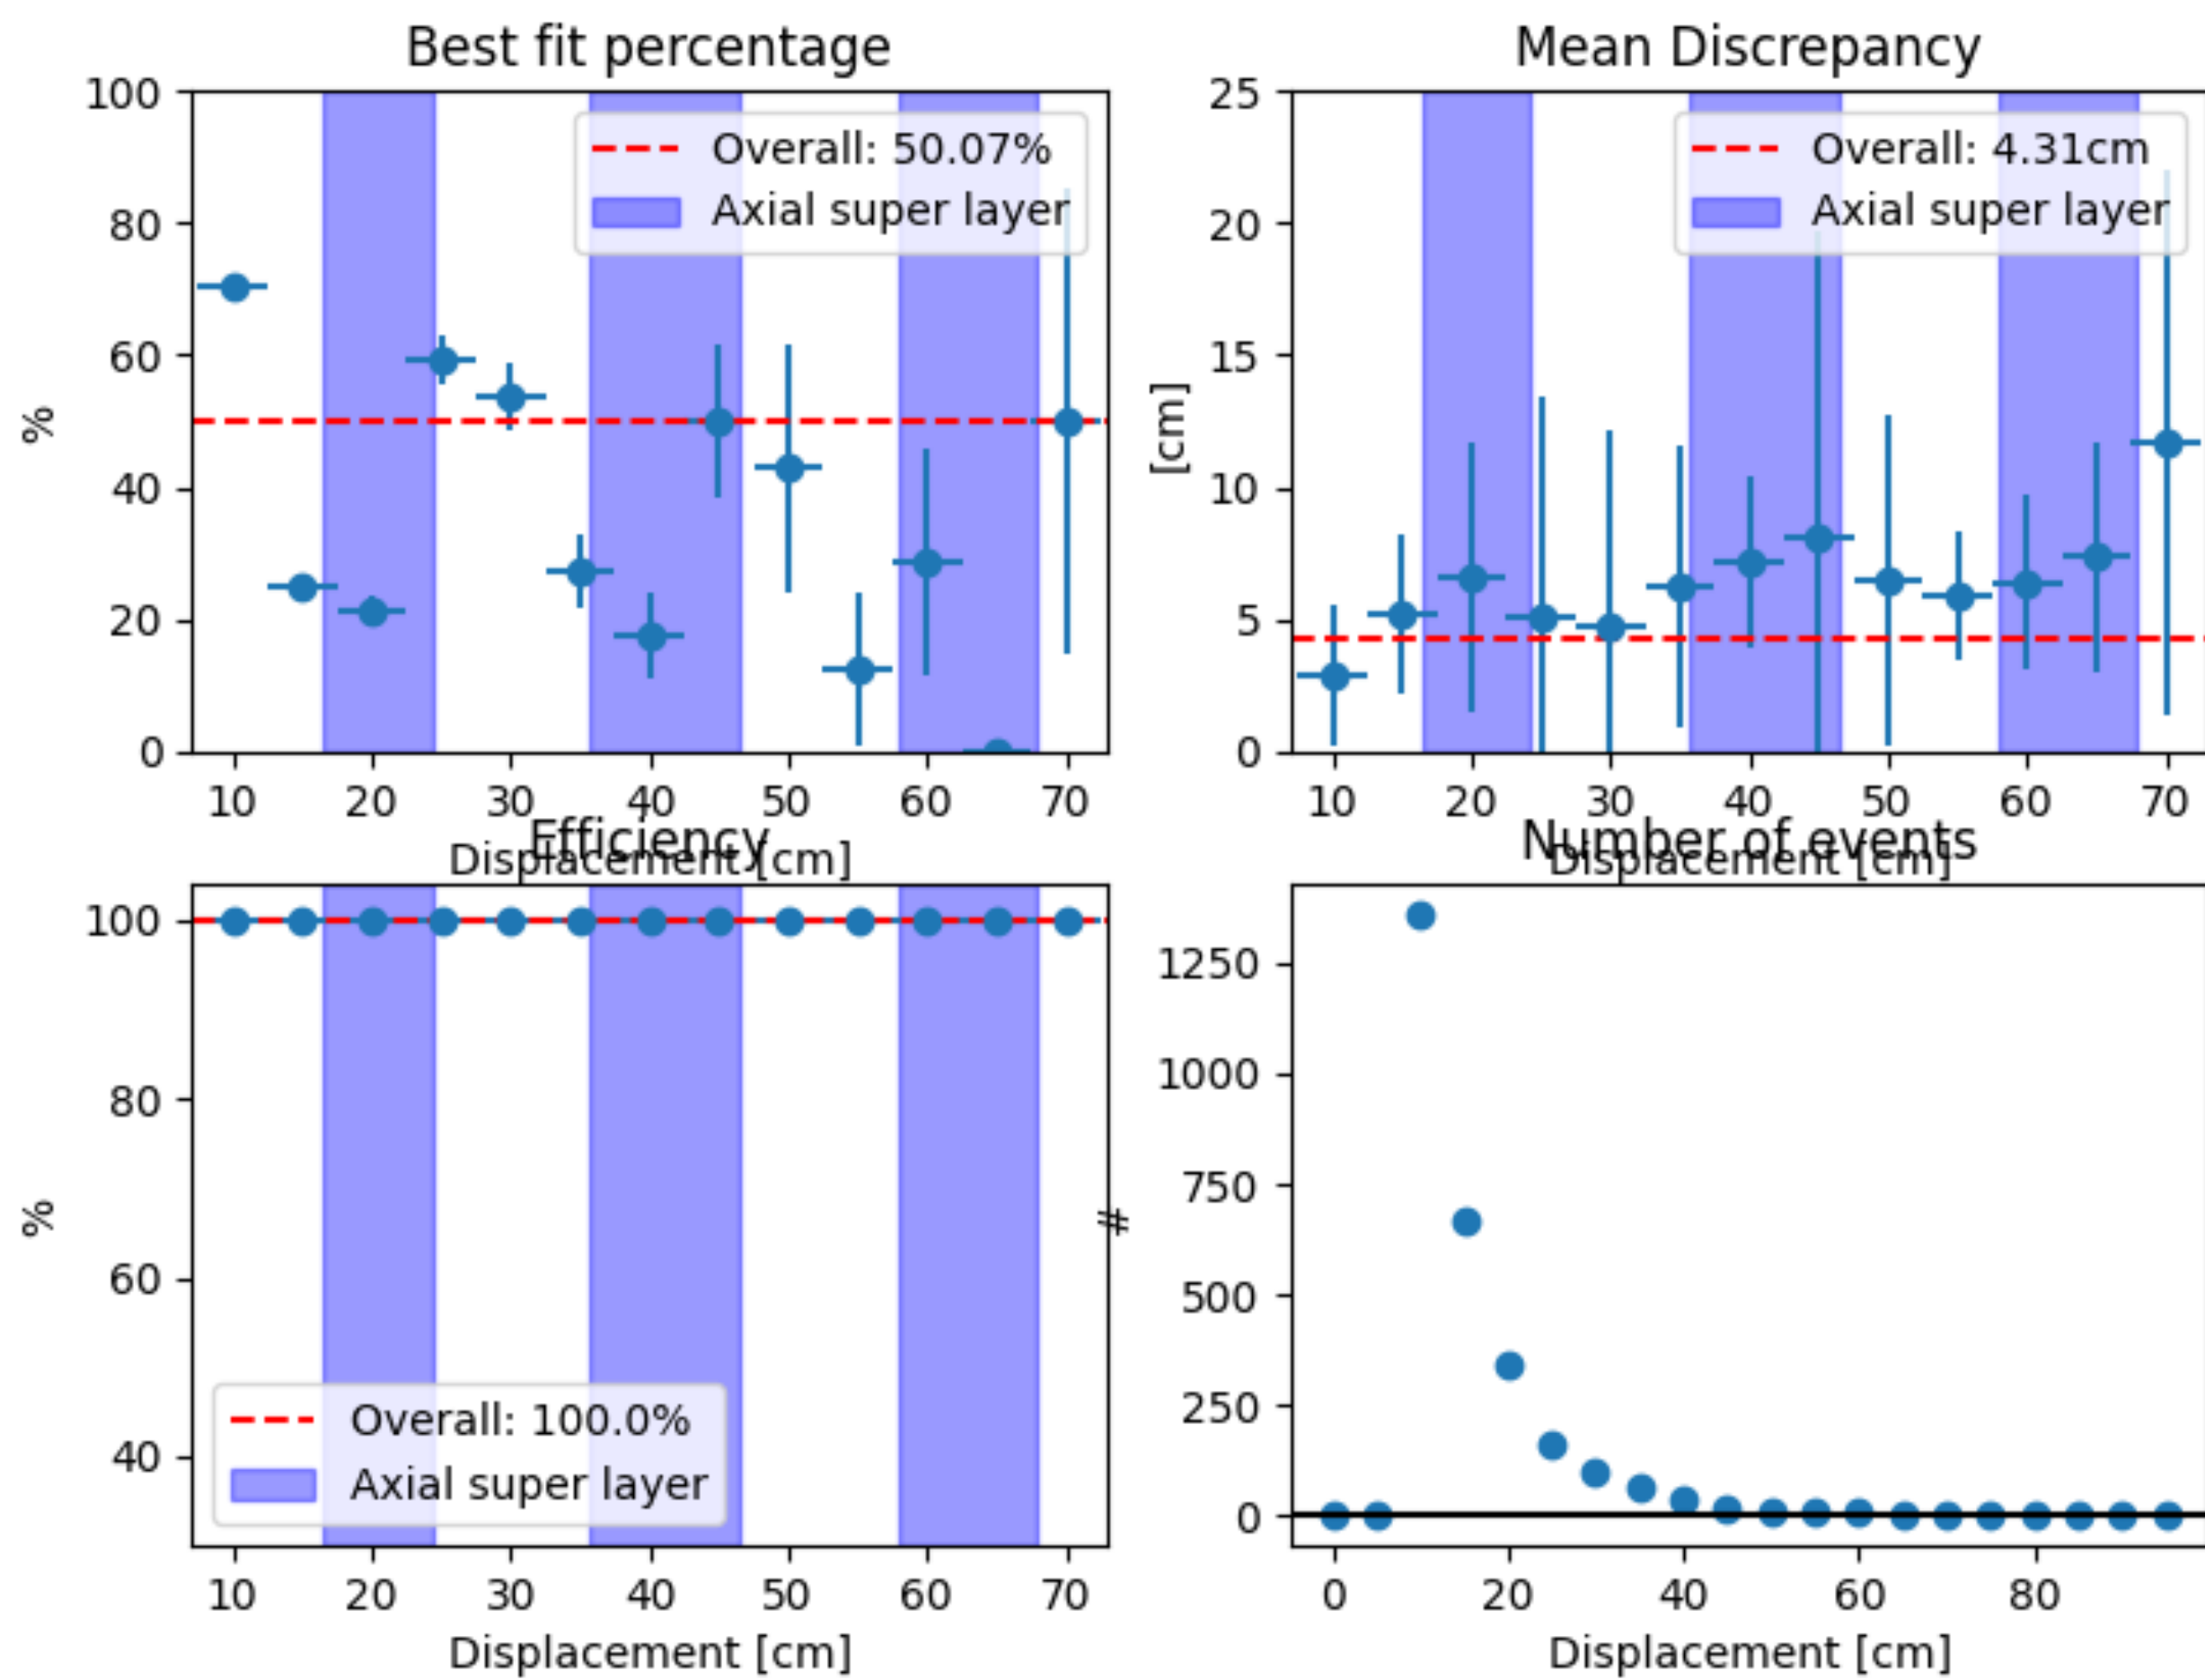 Best fit percentage
100
80
60
40
20
0
%
Overall: 50.07%
Axial super layer
10 20 30 40 50 60 70
Displacement [cm]
Mean Discrepancy
25
20
15
10
5
0
[cm]
Overall: 4.31cm
Axial super layer
10 20 30 40 50 60 70
Displacement [cm]
Efficiency
100
80
60
40
%
Overall: 100.0%
Axial super layer
10 20 30 40 50 60 70
Displacement [cm]
Number of events
1250
1000
750
500
250
0
#
0 20 40 60 80
Displacement [cm]